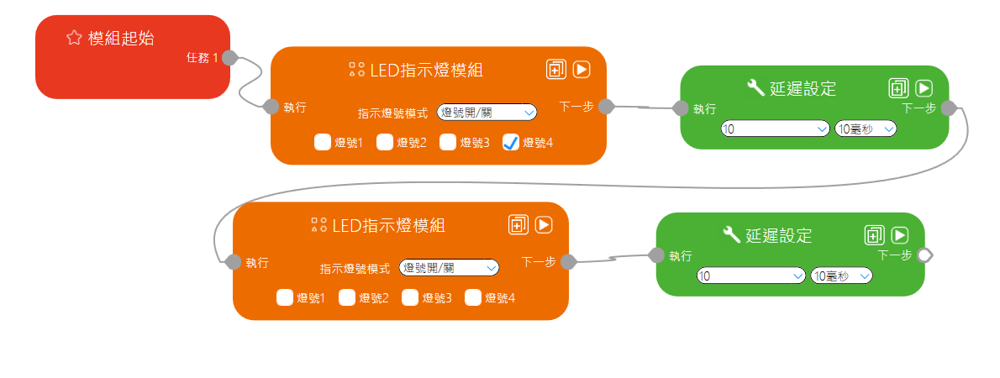 模組起始
任務 1
LED指示燈模組
執行
下一步
指示燈號模式 燈號開/關
燈號1 燈號2 燈號3 燈號4
延遲設定
執行
下一步
10 10毫秒
LED指示燈模組
執行
下一步
指示燈號模式 燈號開/關
燈號1 燈號2 燈號3 燈號4
延遲設定
執行
下一步
10 10毫秒